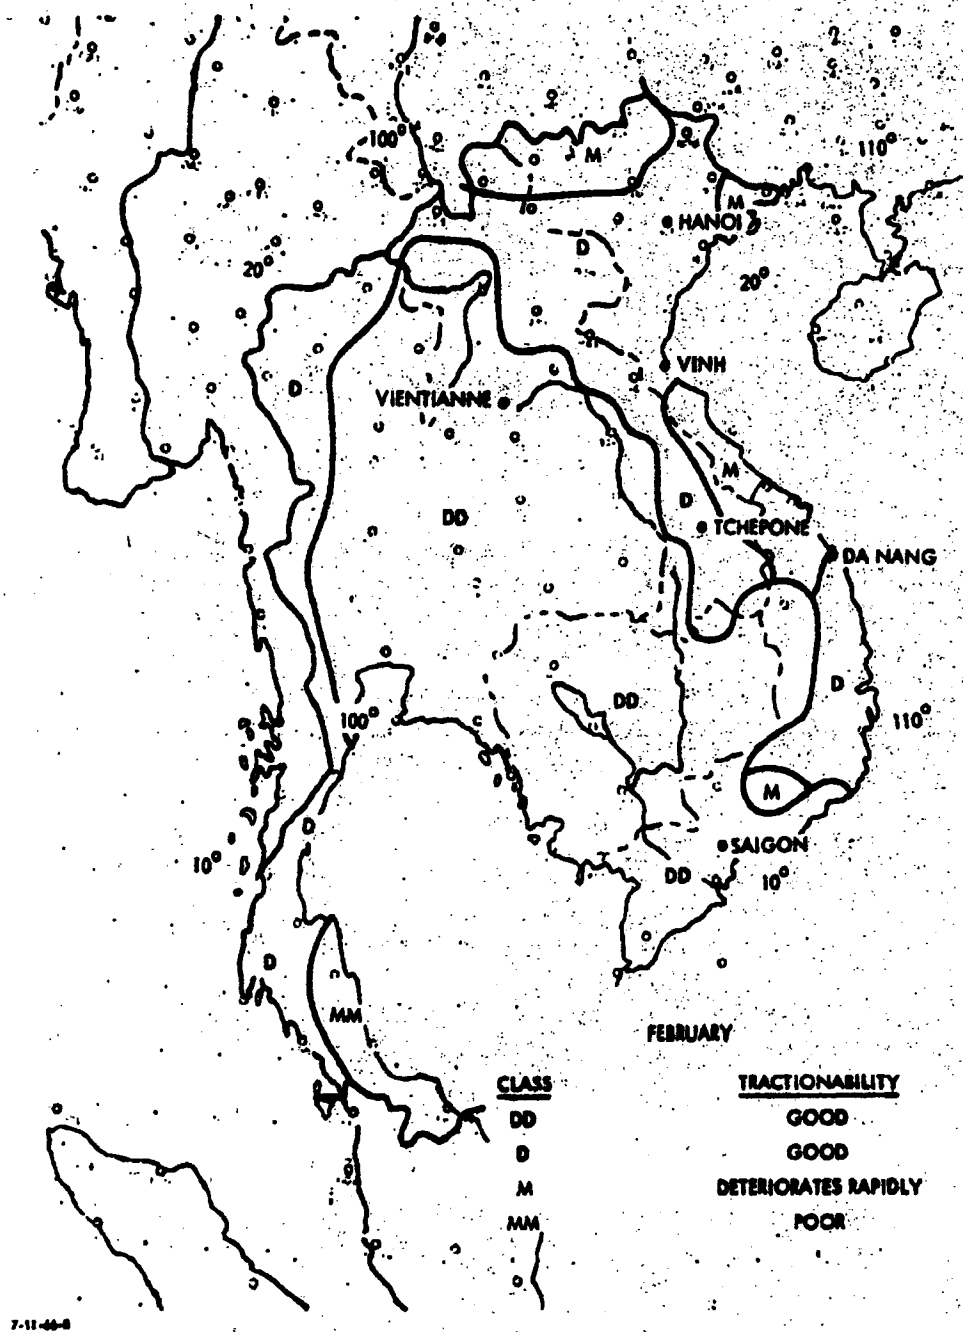 100°
M
110°
M
HANOI
D
20°
20°
VINH
D
VIENTIANNE
M
D
DD
TCHEPONE
DA NANG
D
DD
100°
110°
M
D
SAIGON
10°
DD
10°
D
MM
FEBRUARY
CLASS TRACTIONABILITY
DD GOOD
D GOOD
M DETERIORATES RAPIDLY
MM POOR